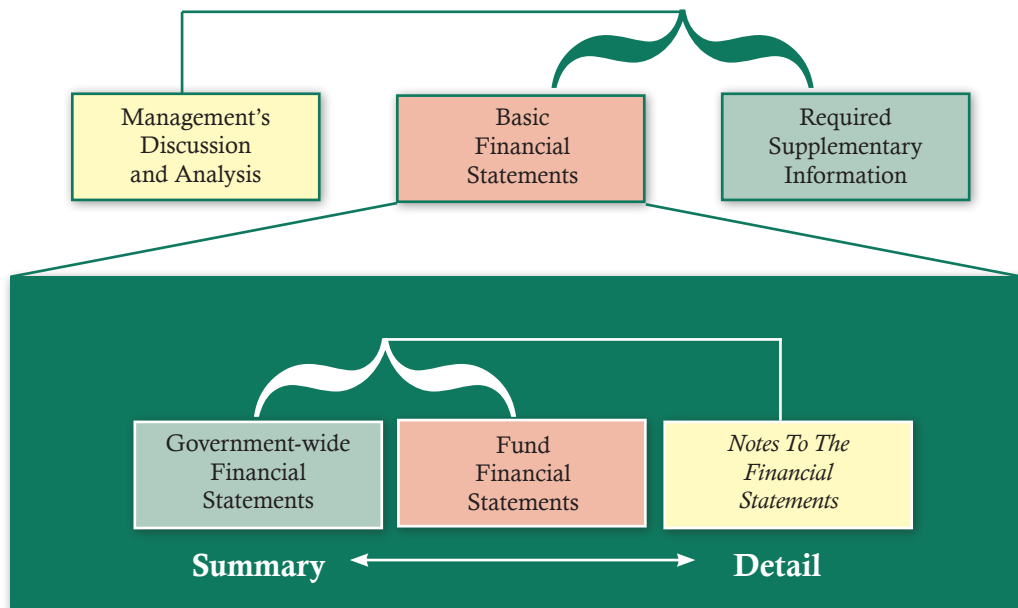 Management’s
Discussion
and Analysis
Basic
Financial
Statements
Required
Supplementary
Information
Government-wide
Financial
Statements
Fund
Financial
Statements
Notes To The
Financial
Statements
Summary
Detail